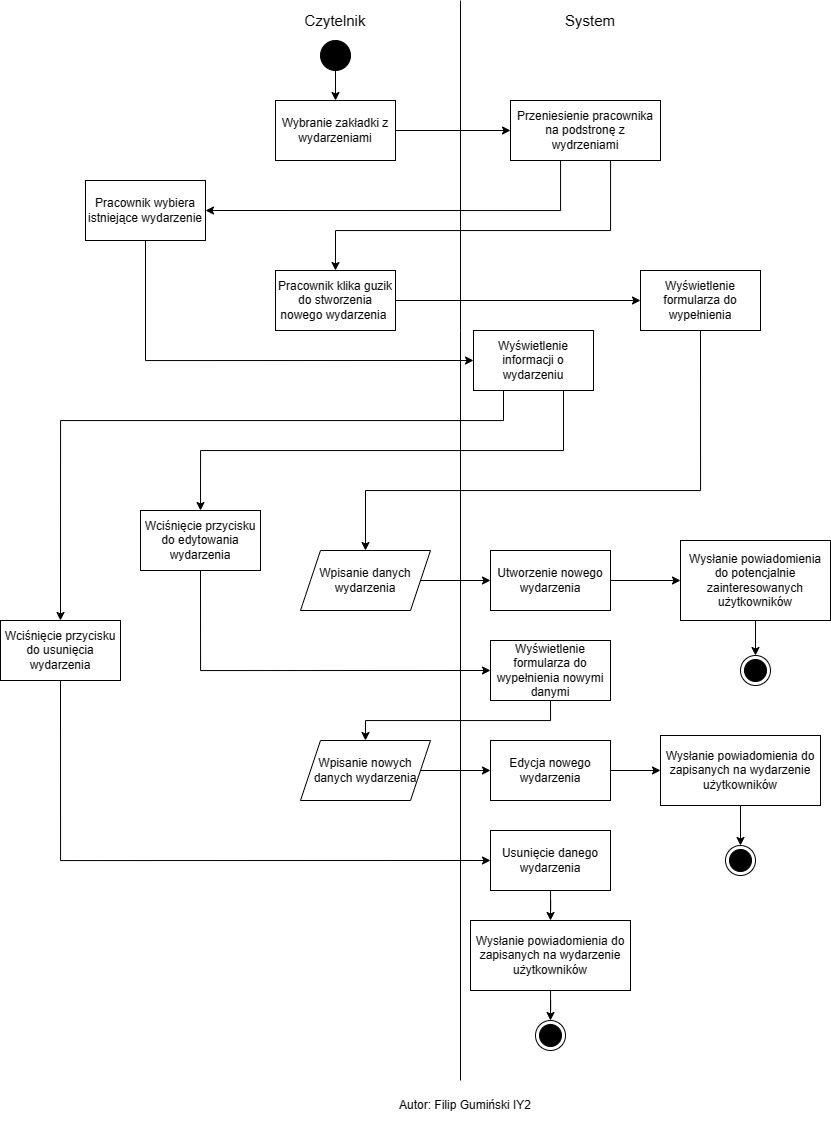 Czytelnik
System
Wybranie zakładki z
wydarzeniami
Przeniesienie pracownika
na podstronę z
wydrzeniami
Pracownik wybiera
istniejące wydarzenie
Pracownik klika guzik
do stworzenia
nowego wydarzenia
Wyświetlenie
formularza do
wypełnienia
Wyświetlenie
informacji o
wydarzeniu
Wciśnięcie przycisku
do edytowania
wydarzenia
Wpisanie danych
wydarzenia
Utworzenie nowego
wydarzenia
Wysłanie powiadomienia
do potencjalnie
zainteresowanych
użytkowników
Wciśnięcie przycisku
do usunięcia
wydarzenia
Wyświetlenie
formularza do
wypełnienia nowymi
danymi
Wpisanie nowych
danych wydarzenia
Edycja nowego
wydarzenia
Wysłanie powiadomienia do
zapisanych na wydarzenie
użytkowników
Usunięcie danego
wydarzenia
Wysłanie powiadomienia do
zapisanych na wydarzenie
użytkowników
Autor: Filip Gumiński IY2